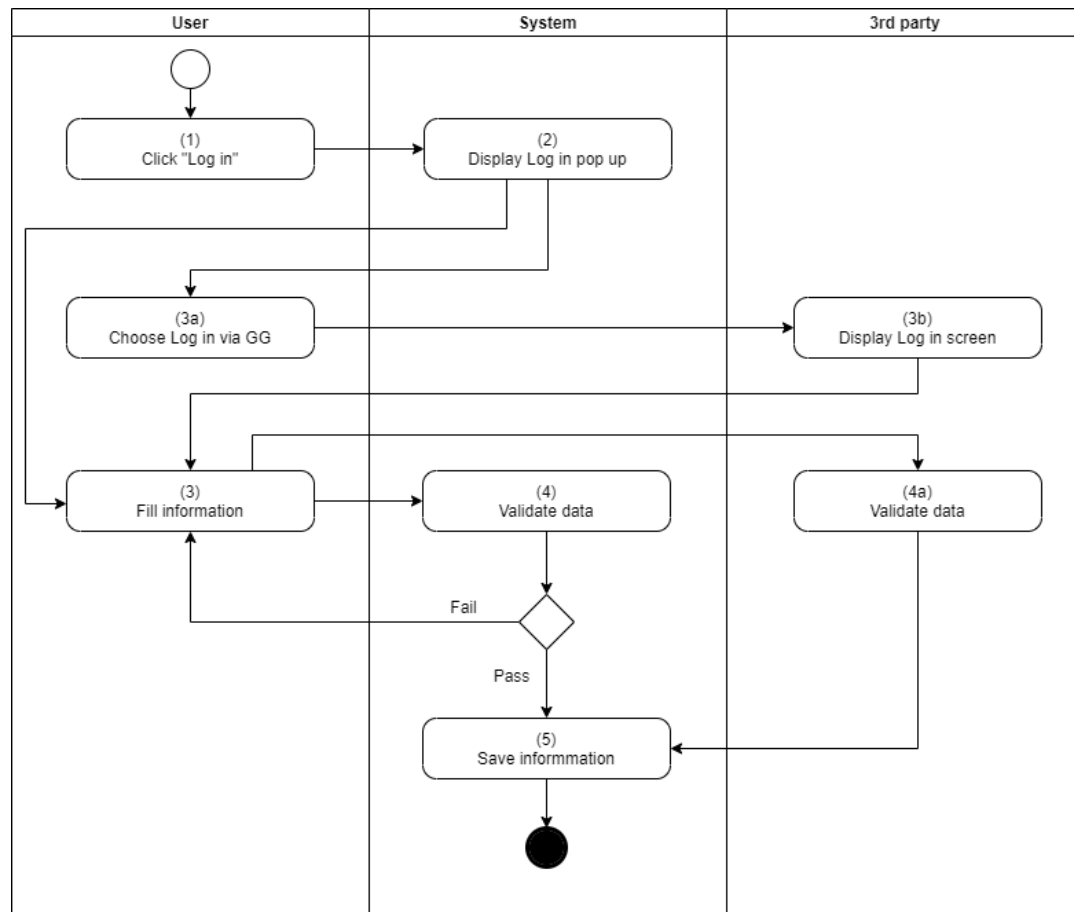 User
System
3rd party
(1)
Click "Log in"
(2)
Display Log in pop up
(3a)
Choose Log in via GG
(3b)
Display Log in screen
(3)
Fill information
(4)
Validate data
(4a)
Validate data
Fail
Pass
(5)
Save informmation